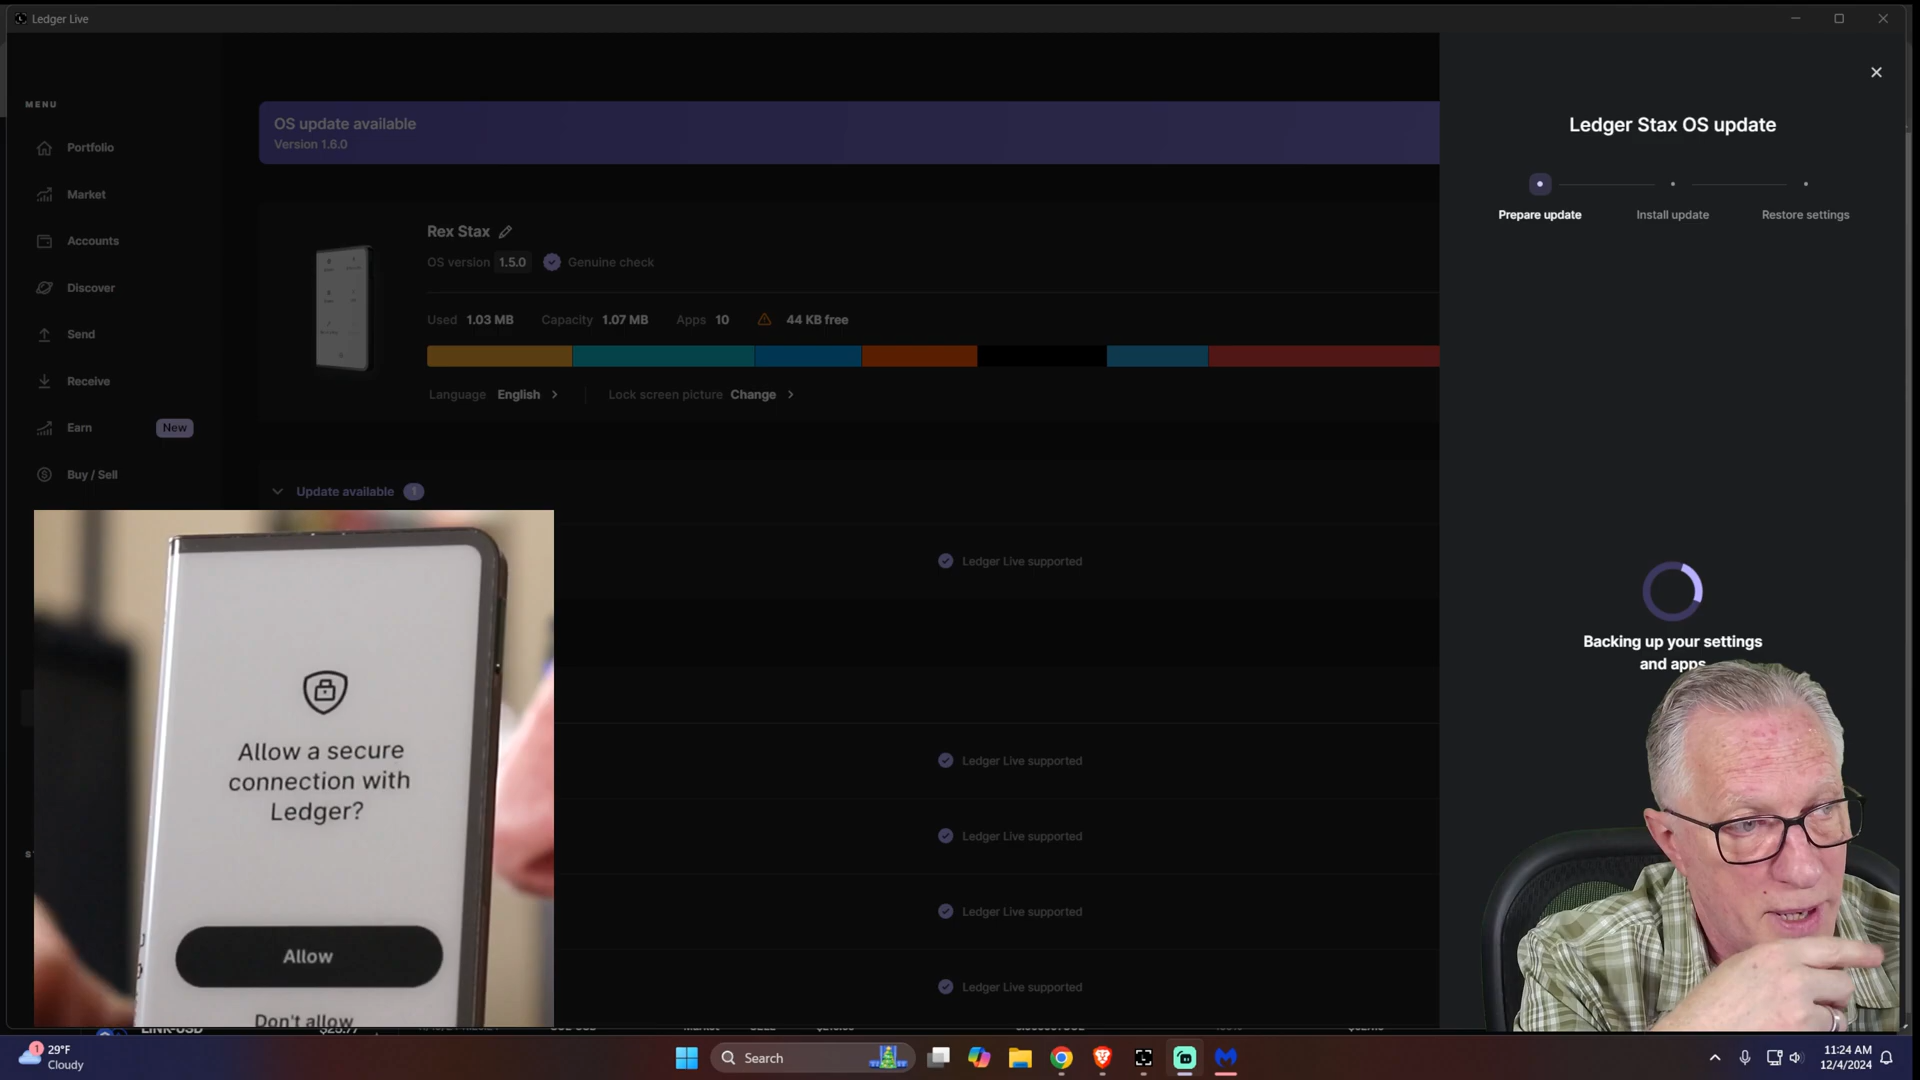 Ledger Live
MENU
Portfolio
Market
Accounts
Discover
Send
Receive
Earn
New
Buy / Sell
OS update available
Version 1.6.0
Rex Stax
OS version 1.5.0 Genuine check
Used 1.03 MB Capacity 1.07 MB Apps 10 44 KB free
Language English Lock screen picture Change
Update available 1
Ledger Live supported
Ledger Live supported
Ledger Live supported
Ledger Live supported
Ledger Live supported
Ledger Stax OS update
Prepare update
Install update
Restore settings
Backing up your settings
and apps
Allow a secure
connection with
Ledger?
Allow
Don't allow
LINK-USD
1
29°F
Cloudy
Search
11:24 AM
12/4/2024